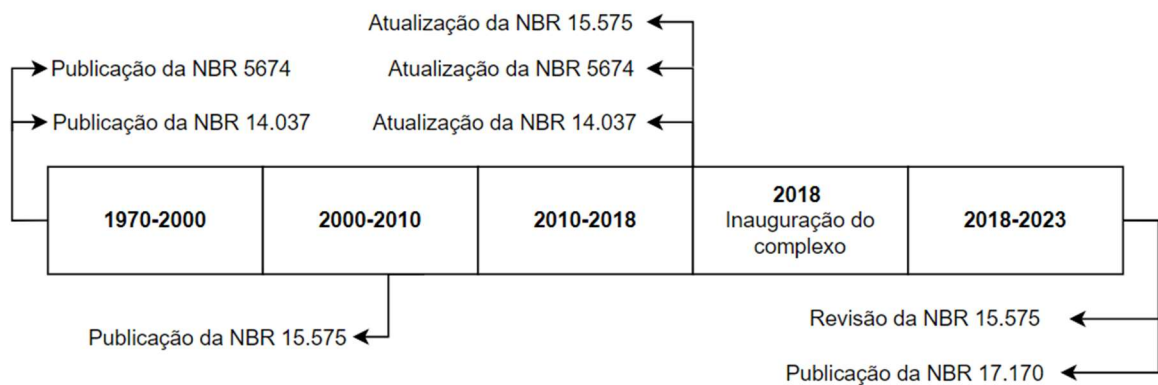 Atualização da NBR 15.575
Publicação da NBR 5674
Atualização da NBR 5674
Publicação da NBR 14.037
Atualização da NBR 14.037
1970-2000
2000-2010
2010-2018
2018
Inauguração do
complexo
2018-2023
Publicação da NBR 15.575
Revisão da NBR 15.575
Publicação da NBR 17.170